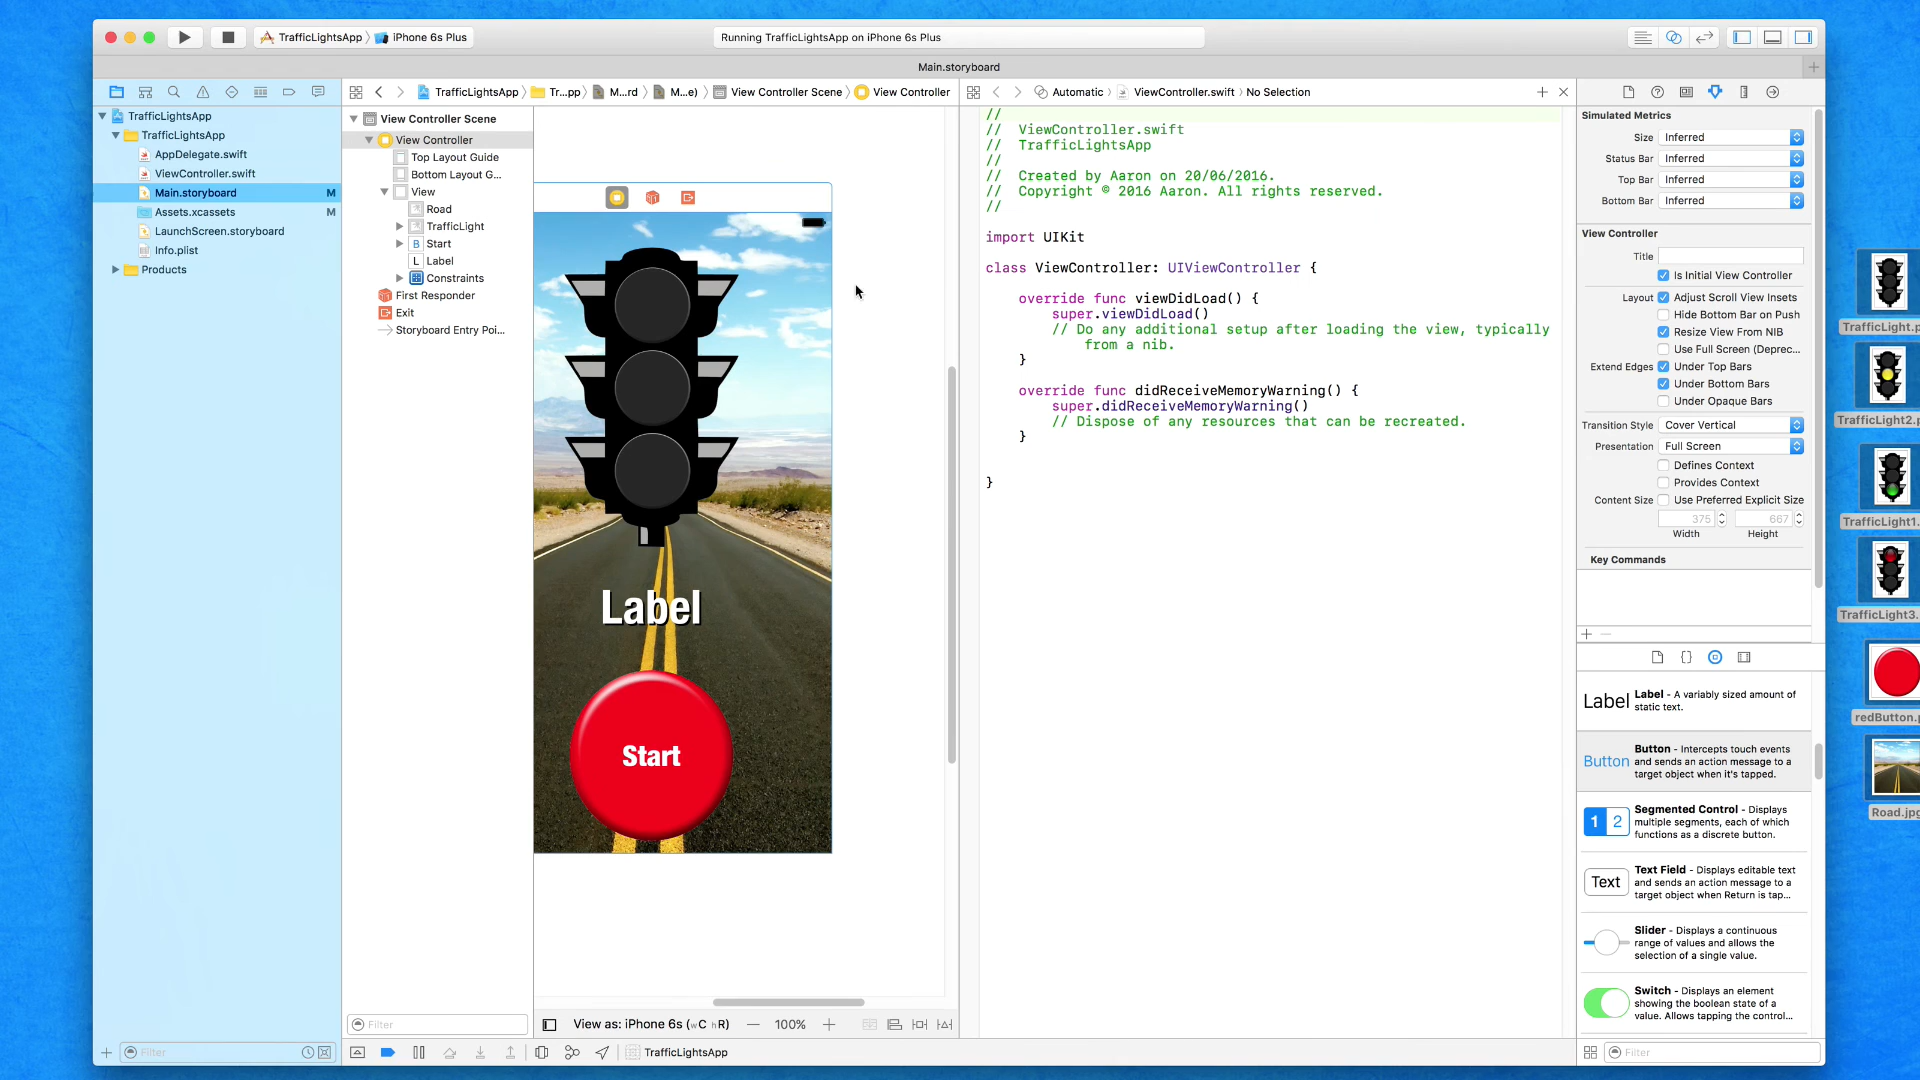 TrafficLightsApp
iPhone 6s Plus
Running TrafficLightsApp on iPhone 6s Plus
Main.storyboard
TrafficLightsApp
TrafficLightsApp
AppDelegate.swift
ViewController.swift
Main.storyboard M
Assets.xcassets M
LaunchScreen.storyboard
Info.plist
Products
Filter
TrafficLightsApp
Tr...pp
M...rd
M...e)
View Controller Scene
View Controller
View Controller Scene
View Controller
Top Layout Guide
Bottom Layout G...
View
Road
TrafficLight
B Start
L Label
Constraints
First Responder
Exit
Storyboard Entry Poi...
Filter
Label
Start
View as: iPhone 6s (wC hR)
100%
TrafficLightsApp
Automatic
ViewController.swift
No Selection
//
// ViewController.swift
// TrafficLightsApp
//
// Created by Aaron on 20/06/2016.
// Copyright © 2016 Aaron. All rights reserved.
//
import UIKit
class ViewController: UIViewController {
override func viewDidLoad() {
super.viewDidLoad()
// Do any additional setup after loading the view, typically
from a nib.
}
override func didReceiveMemoryWarning() {
super.didReceiveMemoryWarning()
// Dispose of any resources that can be recreated.
}
}
Simulated Metrics
Size Inferred
Status Bar Inferred
Top Bar Inferred
Bottom Bar Inferred
View Controller
Title
Is Initial View Controller
Layout Adjust Scroll View Insets
Hide Bottom Bar on Push
Resize View From NIB
Use Full Screen (Deprec...
Extend Edges Under Top Bars
Under Bottom Bars
Under Opaque Bars
Transition Style Cover Vertical
Presentation Full Screen
Defines Context
Provides Context
Content Size Use Preferred Explicit Size
375 667
Width Height
Key Commands
Label Label - A variably sized amount of
static text.
Button Button - Intercepts touch events
and sends an action message to a
target object when it's tapped.
1 2 Segmented Control - Displays
multiple segments, each of which
functions as a discrete button.
Text Text Field - Displays editable text
and sends an action message to a
target object when Return is tap...
Slider - Displays a continuous
range of values and allows the
selection of a single value.
Switch - Displays an element
showing the boolean state of a
value. Allows tapping the control...
Filter
TrafficLight.p
TrafficLight2.p
TrafficLight1.
TrafficLight3.
redButton.p
Road.jpg